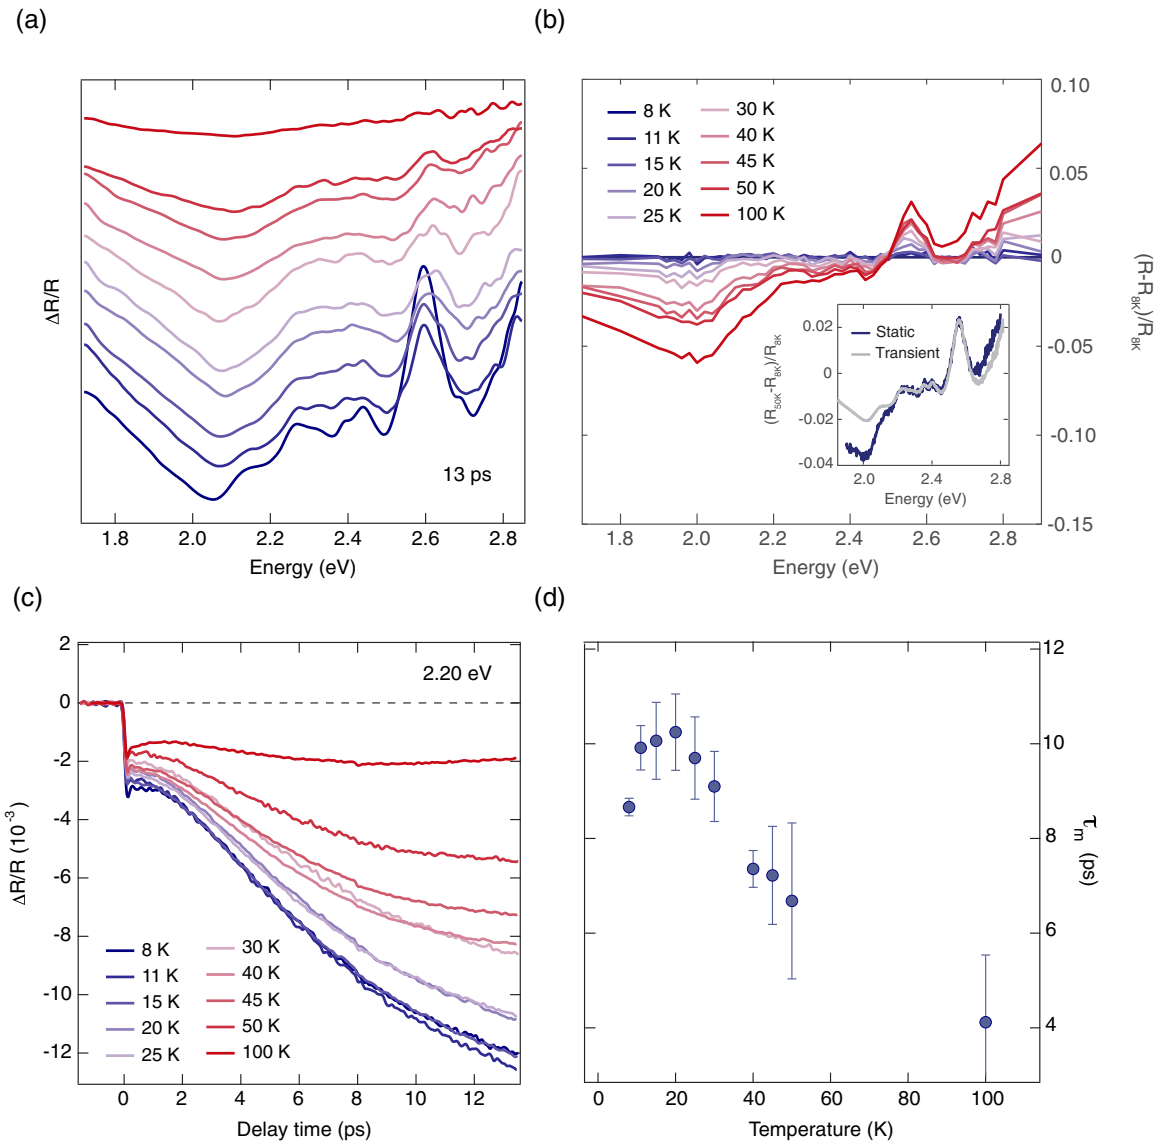 (a)
(b)
ΔR/R
13 ps
1.8 2.0 2.2 2.4 2.6 2.8
Energy (eV)
8 K
11 K
15 K
20 K
25 K
30 K
40 K
45 K
50 K
100 K
0.10
0.05
0
-0.05
-0.10
-0.15
(R-R8K)/R8K
Static
Transient
0.02
0
-0.02
-0.04
(R50K-R8K)/R8K
2.0 2.4 2.8
Energy (eV)
1.8 2.0 2.2 2.4 2.6 2.8
Energy (eV)
(c)
(d)
2
0
-2
-4
-6
-8
-10
-12
ΔR/R (10-3)
2.20 eV
8 K
11 K
15 K
20 K
25 K
30 K
40 K
45 K
50 K
100 K
0 2 4 6 8 10 12
Delay time (ps)
12
10
8
6
4
τm (ps)
0 20 40 60 80 100
Temperature (K)